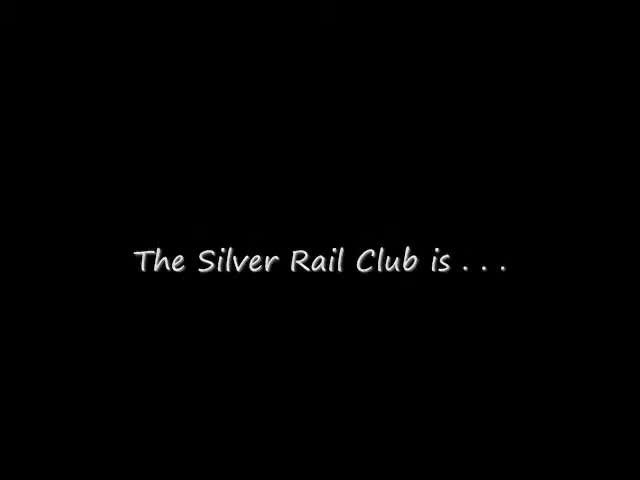 The Silver Rail Club is . . .